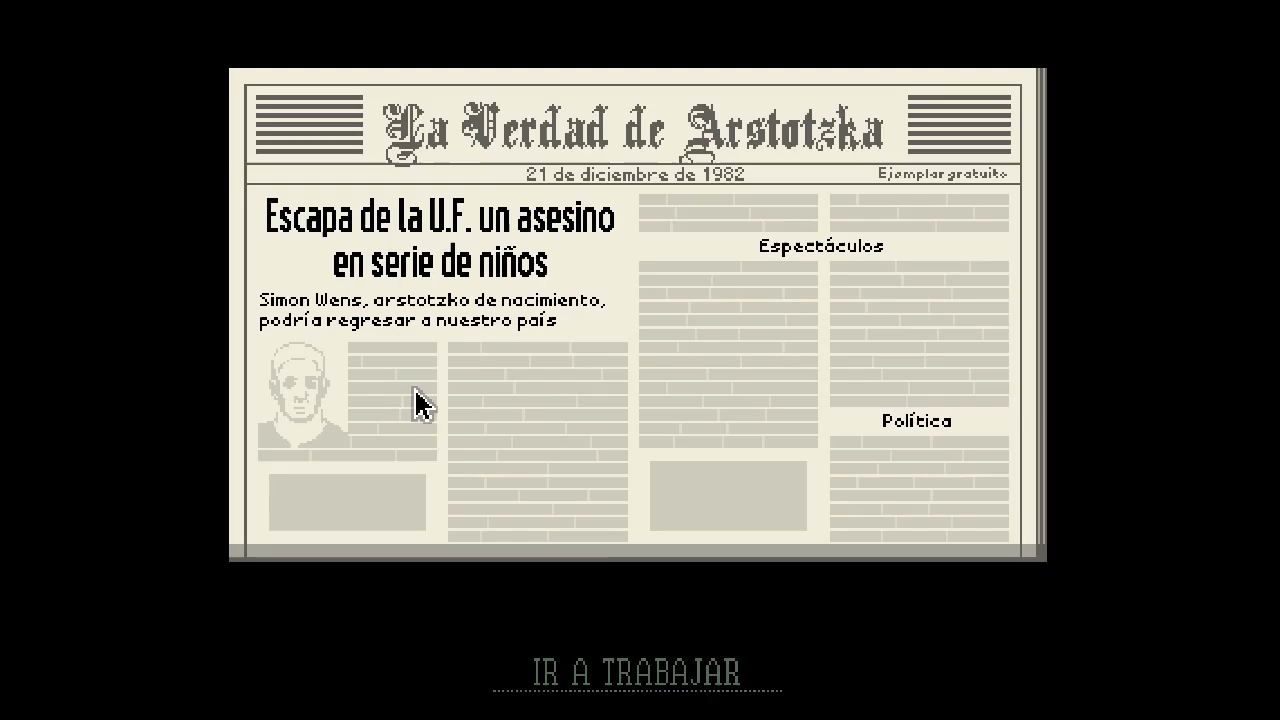 La Verdad de Arstotzka
21 de diciembre de 1982
Ejemplar gratuito
Escapa de la U.F. un asesino
en serie de niños
Simon Wens, arstotzko de nacimiento,
podría regresar a nuestro país
Espectáculos
Política
IR A TRABAJAR